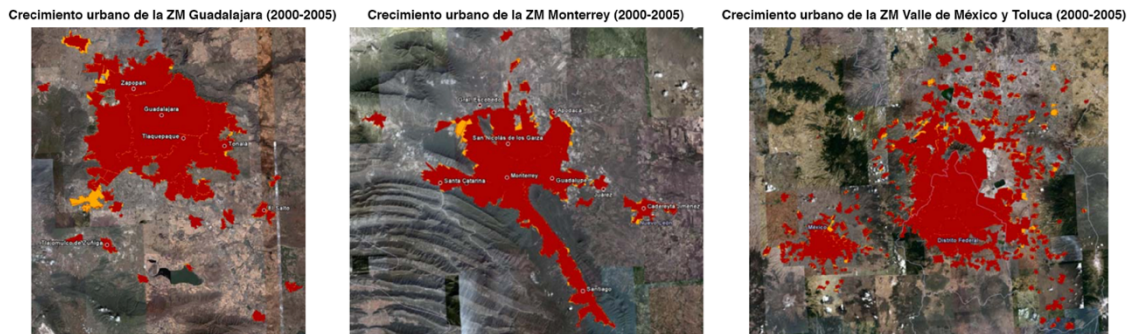 Crecimiento urbano de la ZM Guadalajara (2000-2005)
Zapopan
Guadalajara
Tlaquepaque
Tonalá
El Salto
Tlajomulco de Zúñiga
Crecimiento urbano de la ZM Monterrey (2000-2005)
Gral. Escobedo
Apodaca
San Nicolás de los Garza
Santa Catarina
Monterrey
Guadalupe
Juárez
Cadereyta Jiménez
Santiago
Crecimiento urbano de la ZM Valle de México y Toluca (2000-2005)
México
Distrito Federal